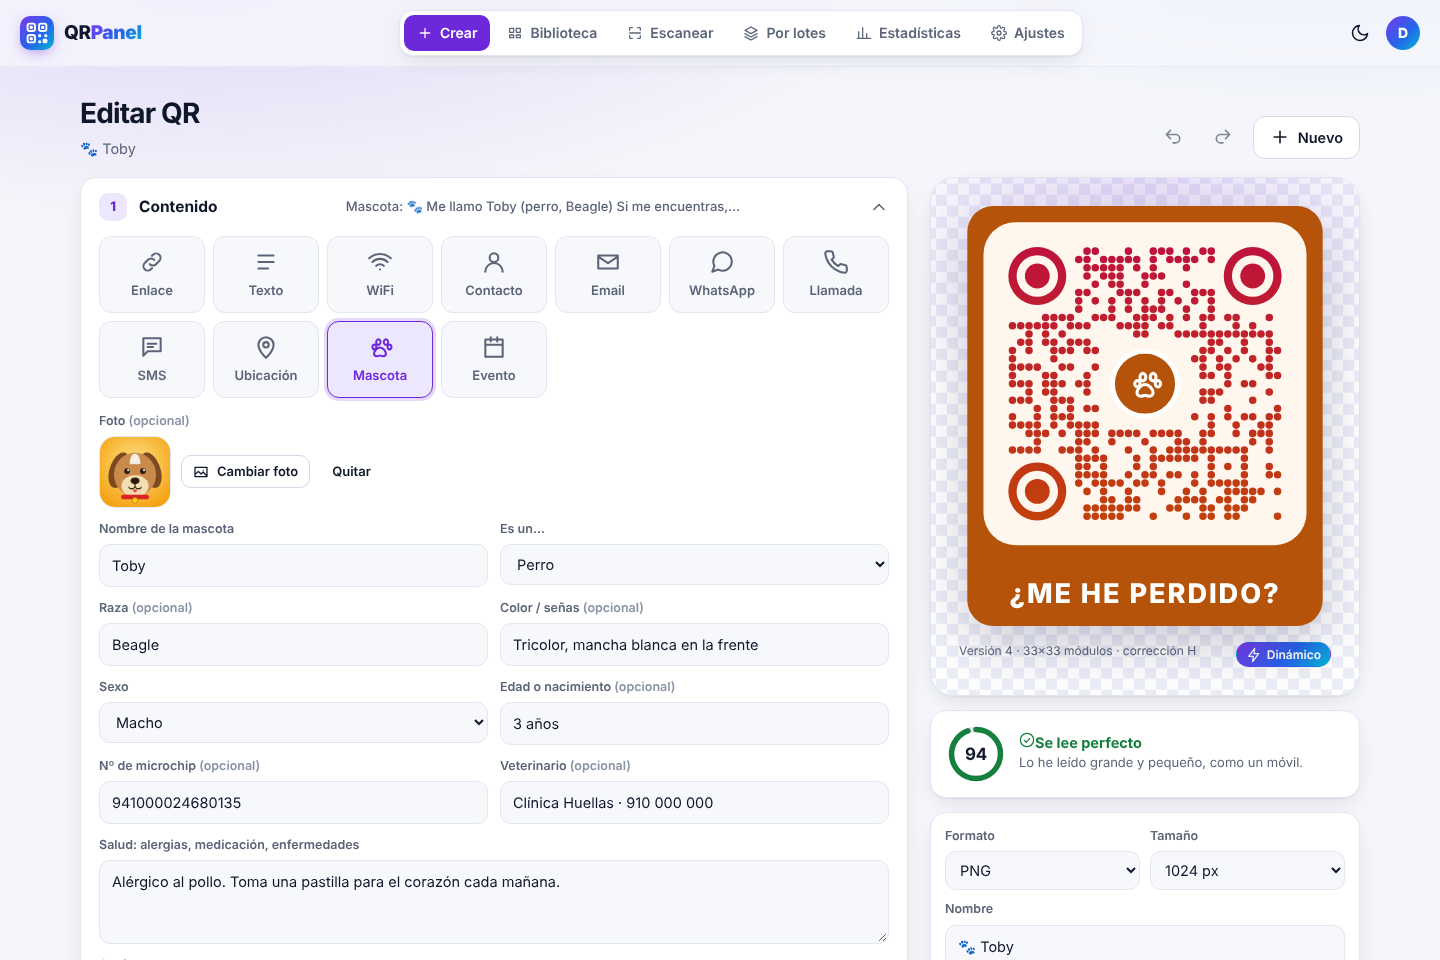 QRPanel
Crear
Biblioteca
Escanear
Por lotes
Estadísticas
Ajustes
D
Editar QR
🐾 Toby
Nuevo
1
Contenido
Mascota: 🐾 Me llamo Toby (perro, Beagle) Si me encuentras,...
Enlace
Texto
WiFi
Contacto
Email
WhatsApp
Llamada
SMS
Ubicación
Mascota
Evento
Foto (opcional)
Cambiar foto
Quitar
Nombre de la mascota
Es un...
Toby
Perro
Raza (opcional)
Color / señas (opcional)
Beagle
Tricolor, mancha blanca en la frente
Sexo
Edad o nacimiento (opcional)
Macho
3 años
Nº de microchip (opcional)
Veterinario (opcional)
941000024680135
Clínica Huellas · 910 000 000
Salud: alergias, medicación, enfermedades
Alérgico al pollo. Toma una pastilla para el corazón cada mañana.
¿ME HE PERDIDO?
Versión 4 · 33×33 módulos · corrección H
Dinámico
94
Se lee perfecto
Lo he leído grande y pequeño, como un móvil.
Formato
Tamaño
PNG
1024 px
Nombre
🐾 Toby